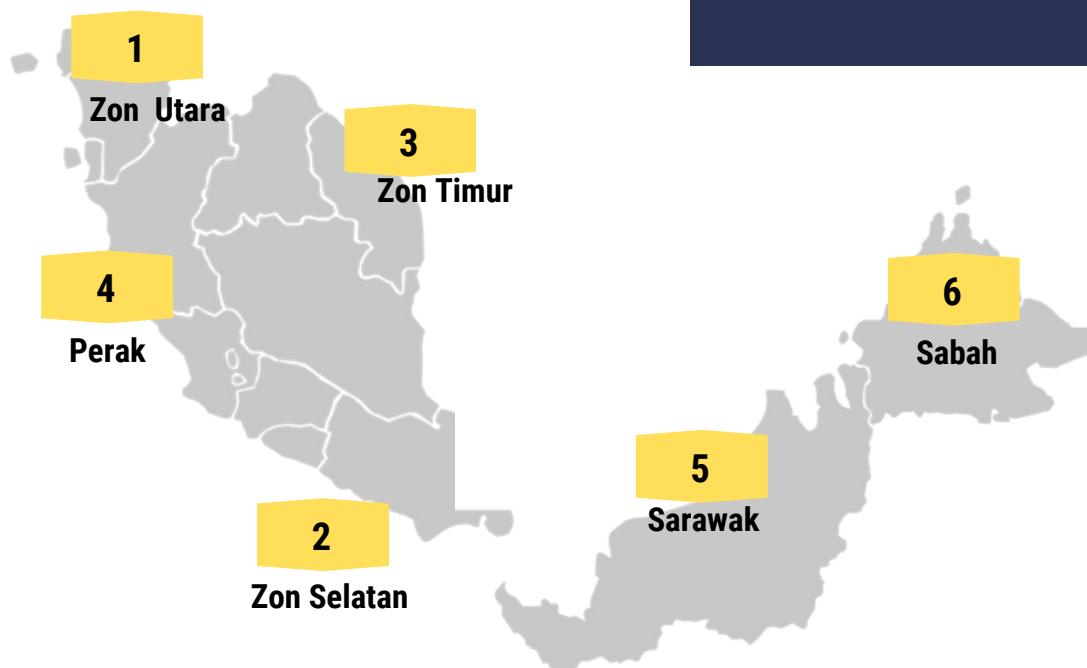 1
Zon Utara
3
Zon Timur
4
Perak
6
Sabah
5
Sarawak
2
Zon Selatan